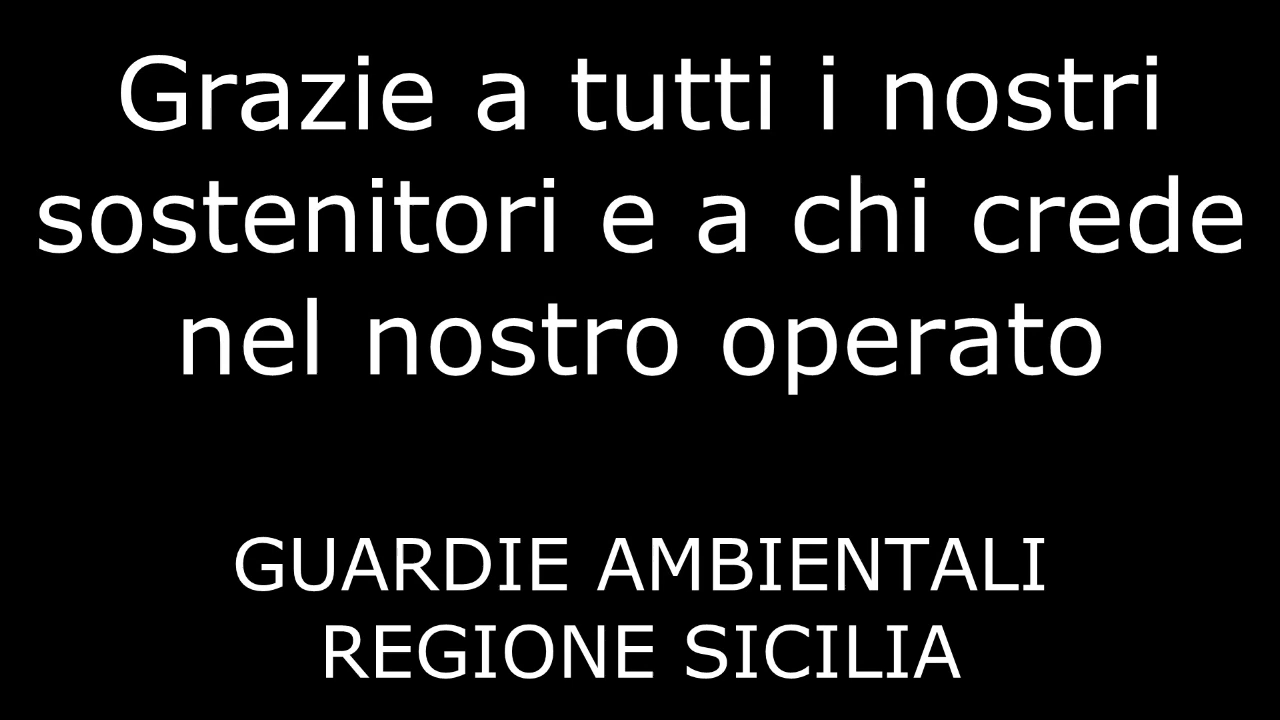 Grazie a tutti i nostri
sostenitori e a chi crede
nel nostro operato
GUARDIE AMBIENTALI
REGIONE SICILIA